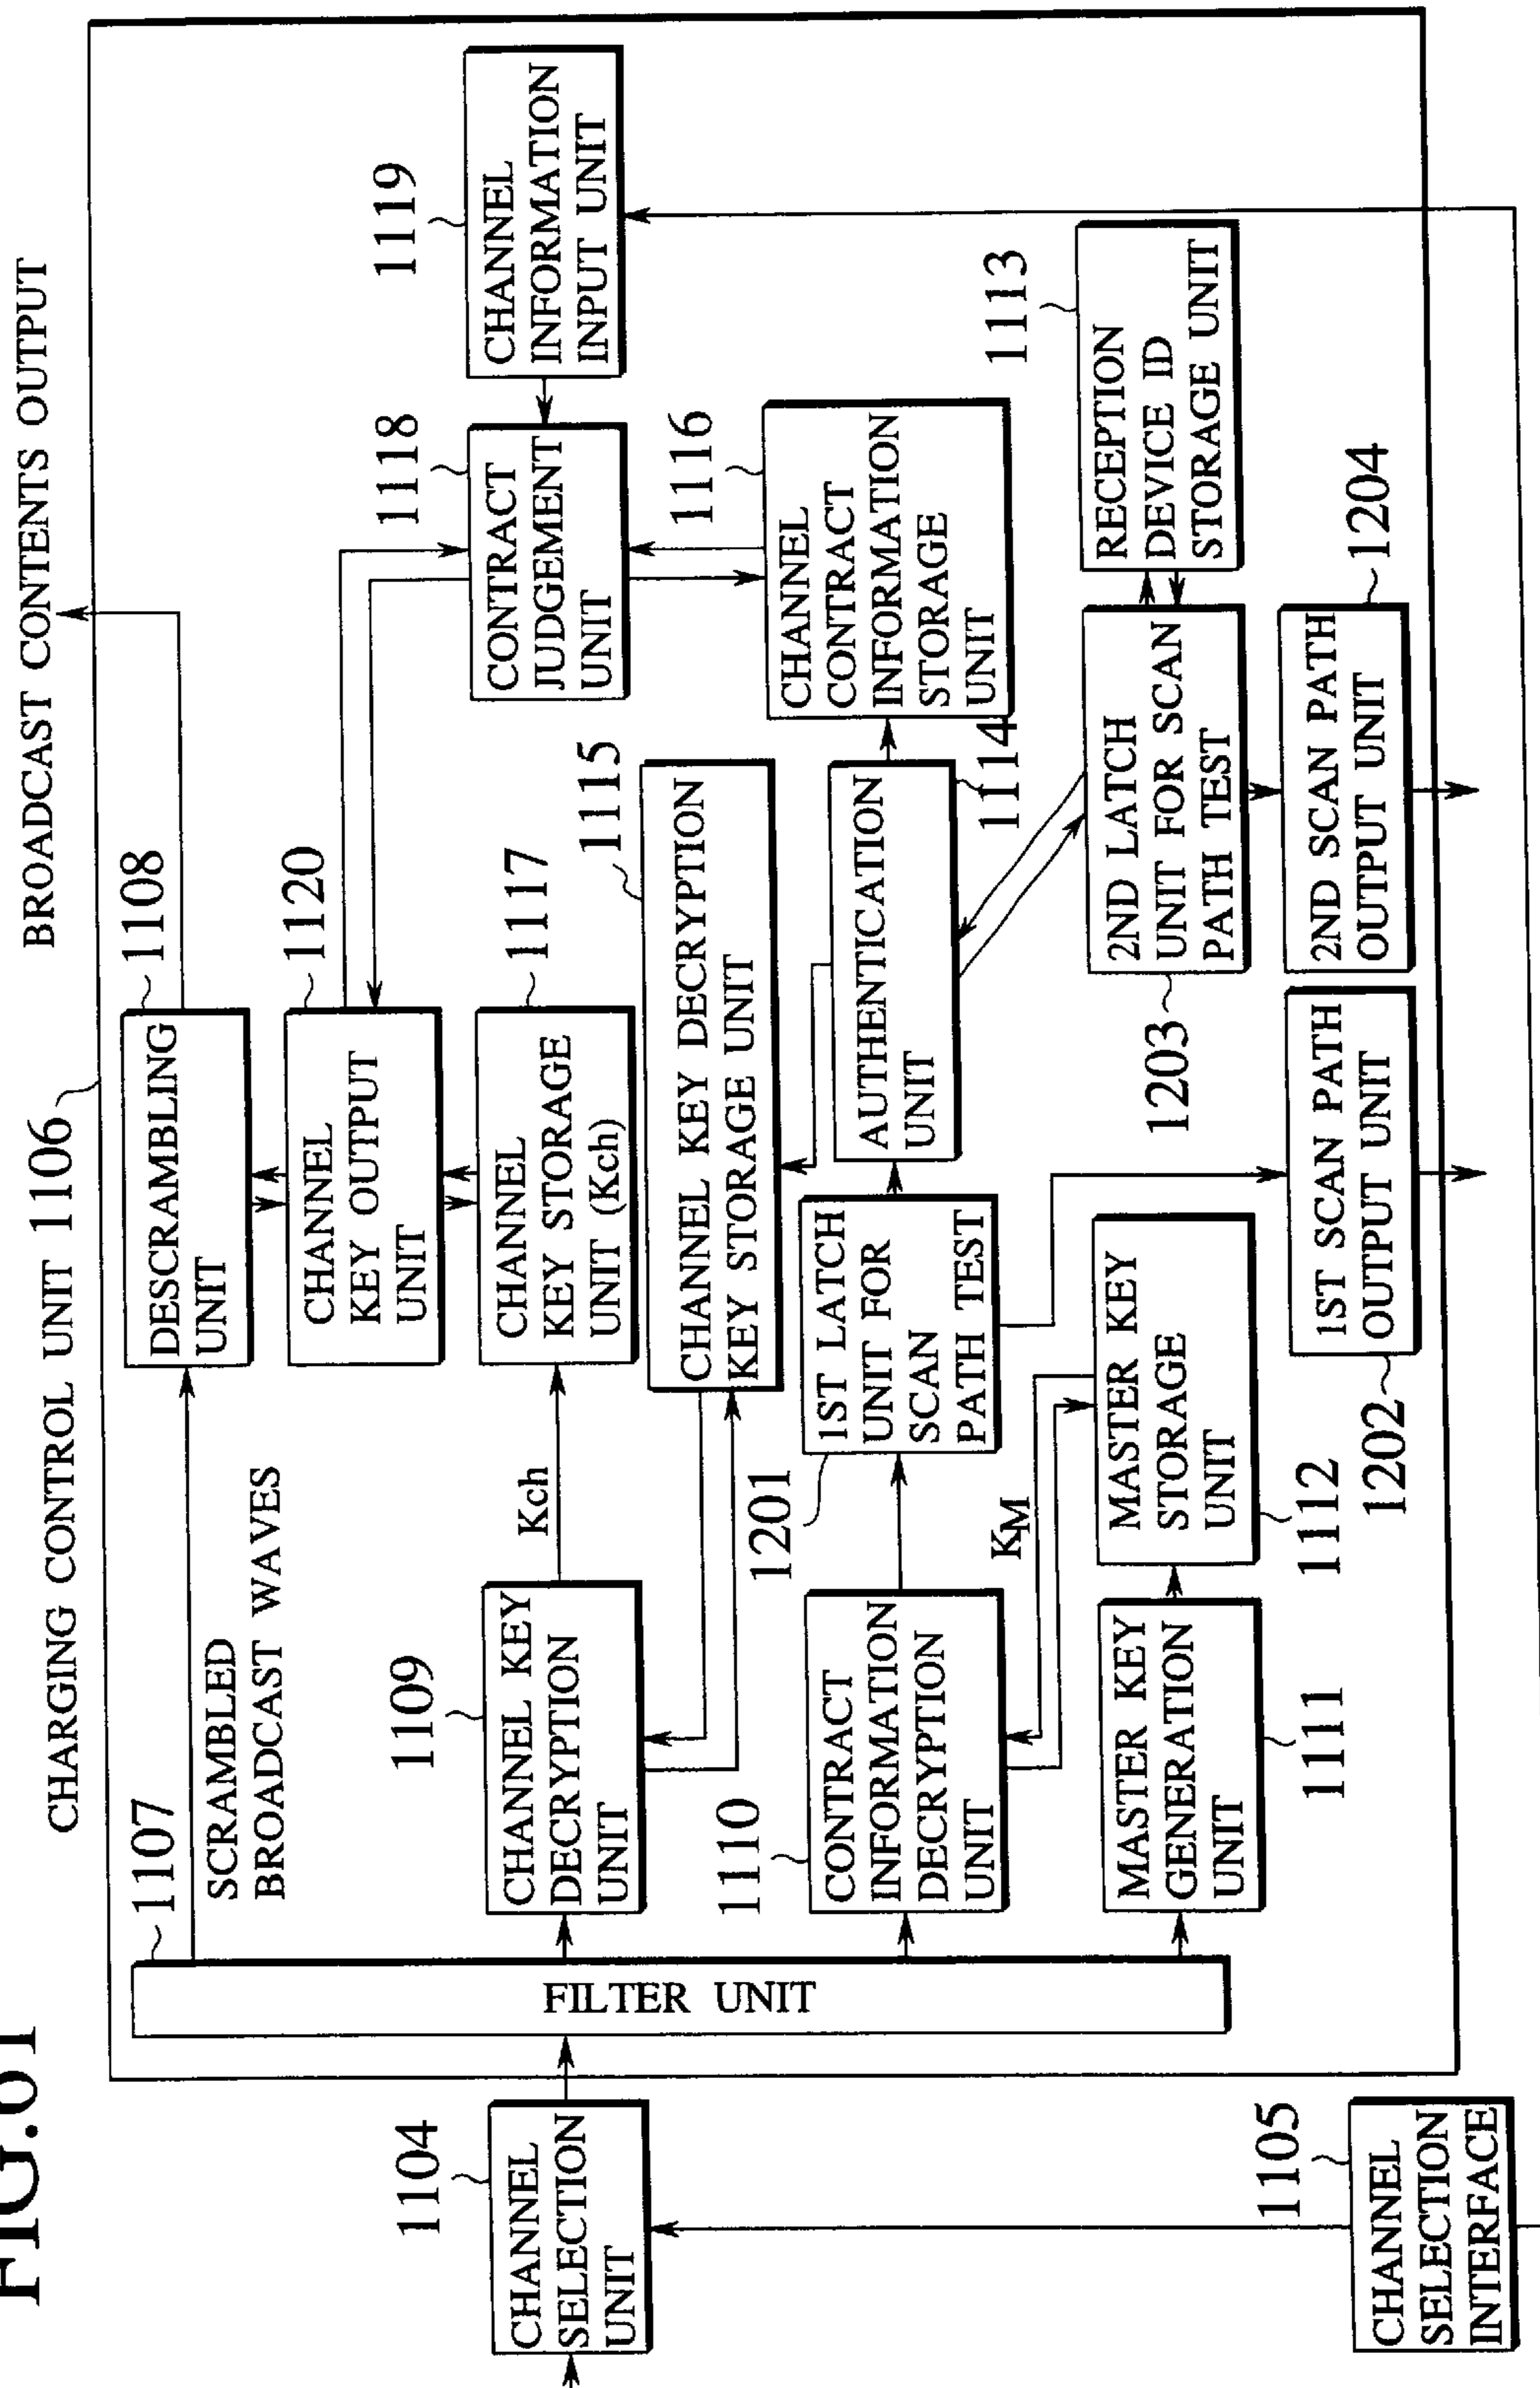 FIG.61
CHARGING CONTROL UNIT 1106
BROADCAST CONTENTS OUTPUT
1107
SCRAMBLED
BROADCAST WAVES
1108
DESCRAMBLING
UNIT
1120
CHANNEL
KEY OUTPUT
UNIT
1117
CHANNEL
KEY STORAGE
UNIT (Kch)
1118
CONTRACT
JUDGEMENT
UNIT
1119
CHANNEL
INFORMATION
INPUT UNIT
1104
CHANNEL
SELECTION
UNIT
FILTER UNIT
1109
CHANNEL KEY
DECRYPTION
UNIT
Kch
1115
CHANNEL KEY DECRYPTION
KEY STORAGE UNIT
1116
CHANNEL
CONTRACT
INFORMATION
STORAGE
UNIT
1110
CONTRACT
INFORMATION
DECRYPTION
UNIT
1201
1ST LATCH
UNIT FOR
SCAN
PATH TEST
AUTHENTICATION
UNIT
1114
KM
1111
MASTER KEY
GENERATION
UNIT
1112
MASTER KEY
STORAGE
UNIT
1203
2ND LATCH
UNIT FOR SCAN
PATH TEST
1113
RECEPTION
DEVICE ID
STORAGE UNIT
1202
1ST SCAN PATH
OUTPUT UNIT
2ND SCAN PATH
OUTPUT UNIT
1204
1105
CHANNEL
SELECTION
INTERFACE